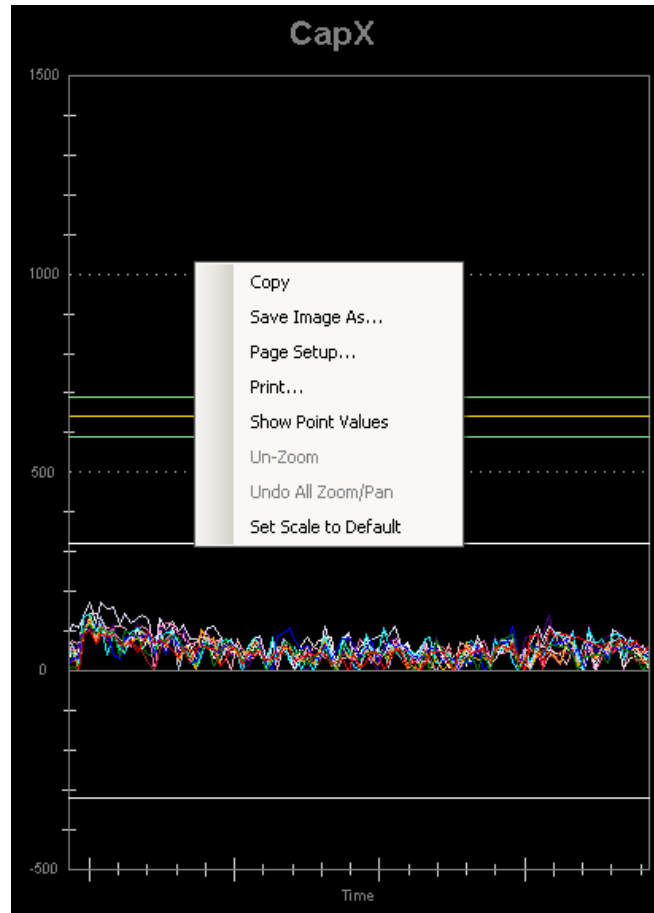 CapX
1500
1000
Copy
Save Image As...
Page Setup...
Print...
Show Point Values
500
Un-Zoom
Undo All Zoom/Pan
Set Scale to Default
0
-500
Time